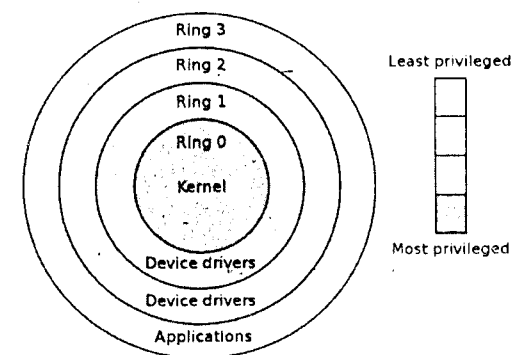 Ring 3
Ring 2
Ring 1
Ring 0
Kernel
Device drivers
Device drivers
Applications
Least privileged
Most privileged